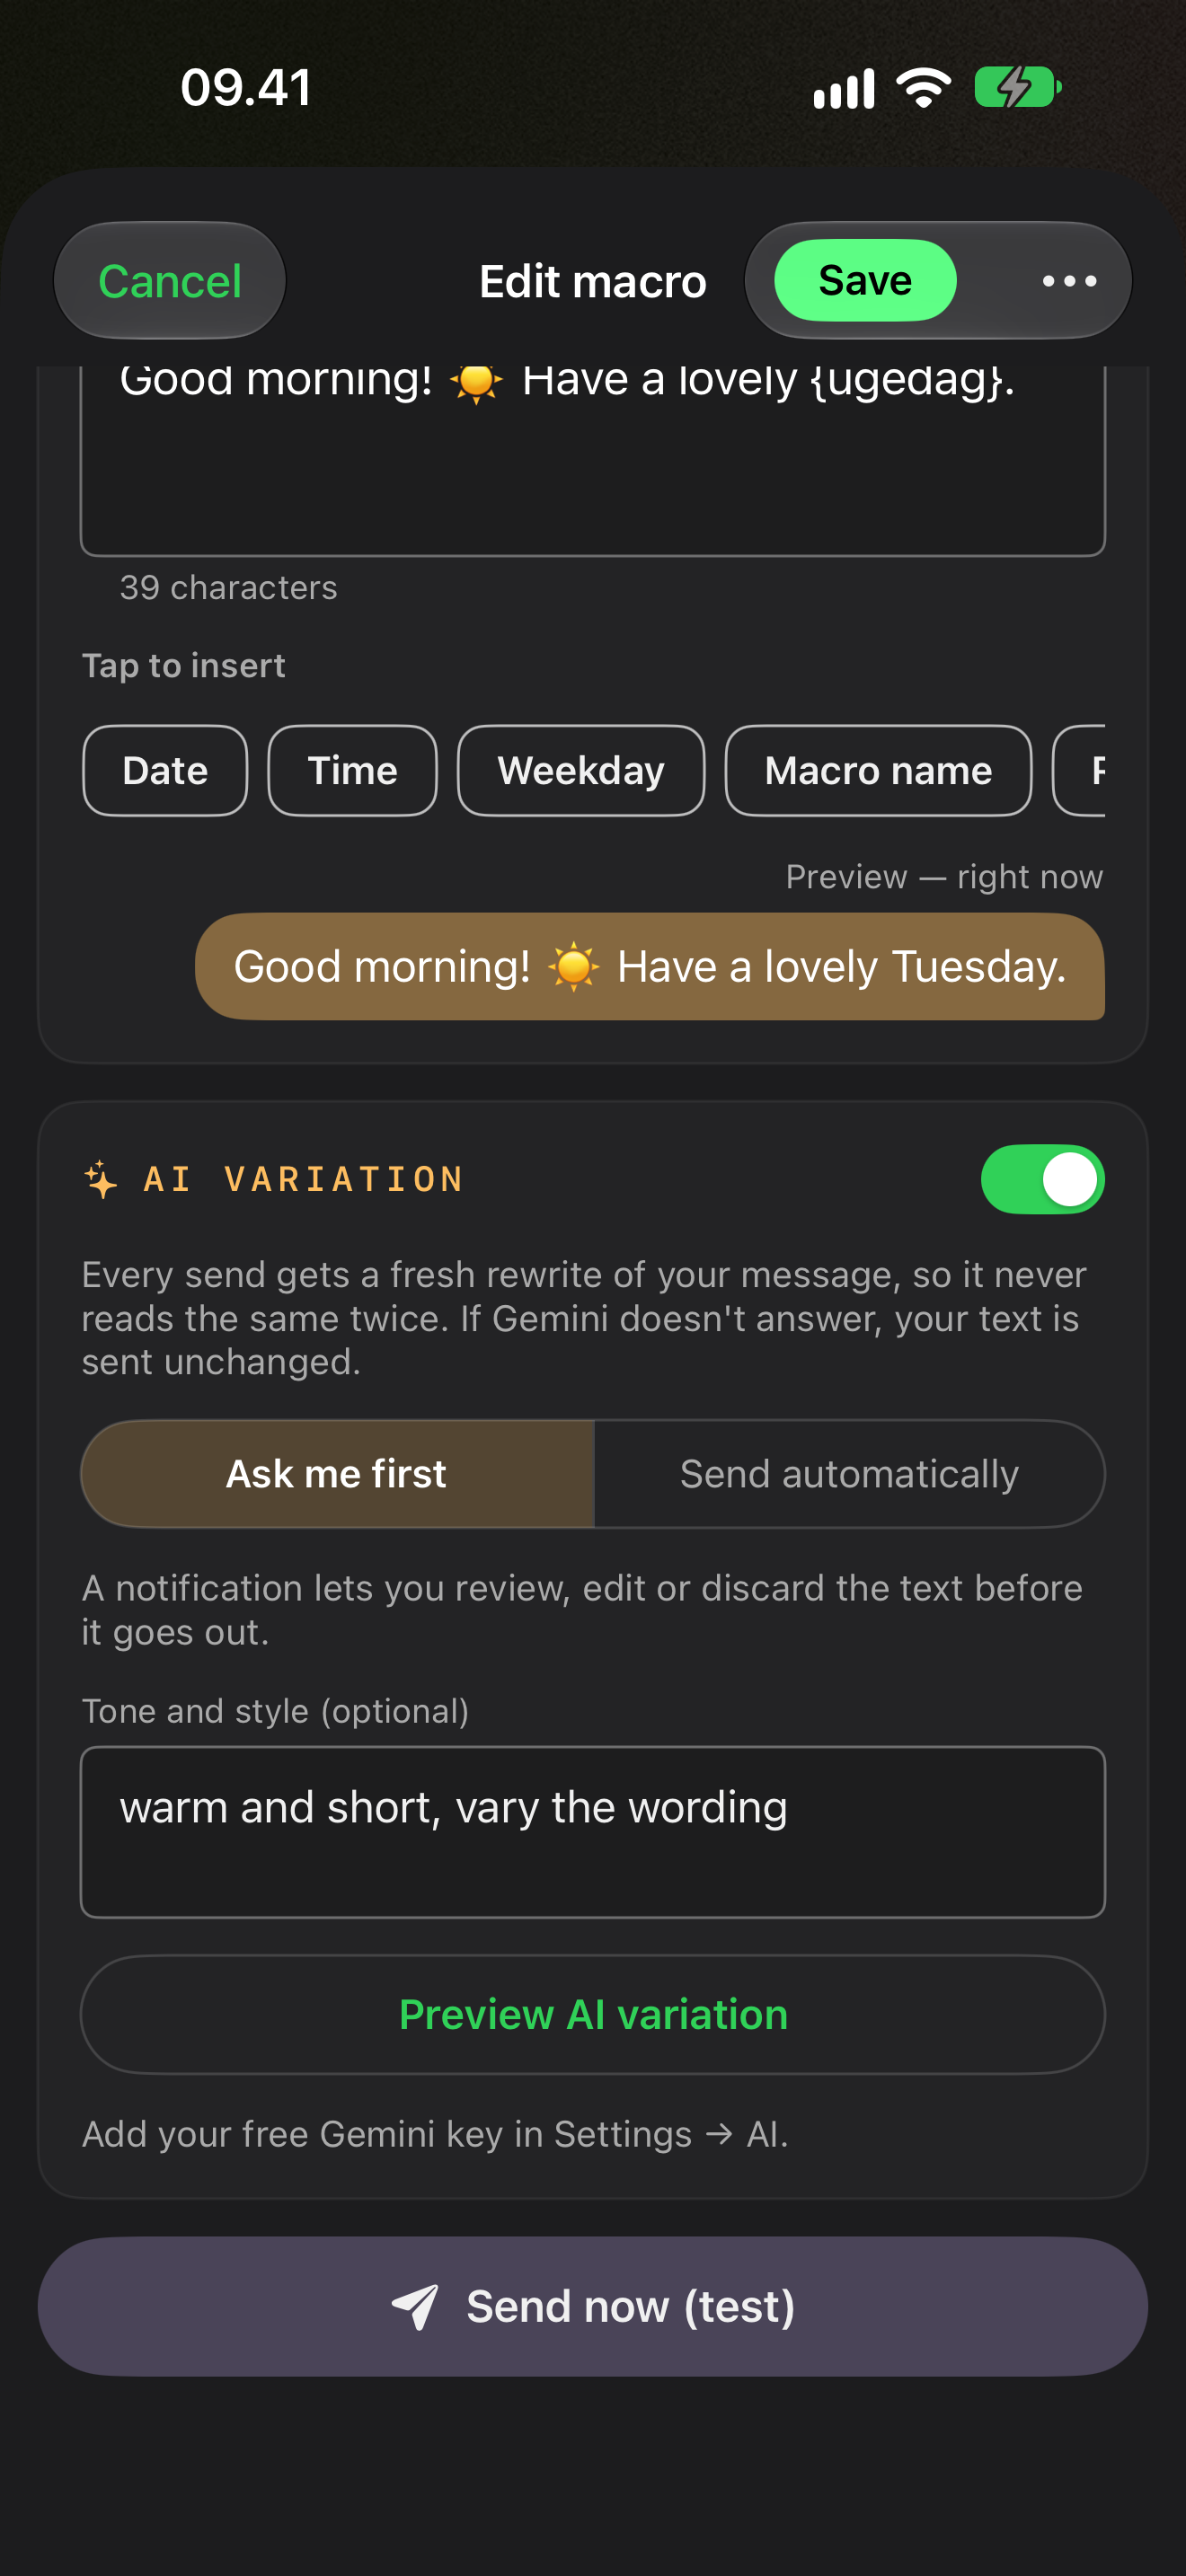 09.41
Cancel
Edit macro
Save
Good morning! ☀️ Have a lovely {ugedag}.
39 characters
Tap to insert
Date
Time
Weekday
Macro name
Preview — right now
Good morning! ☀️ Have a lovely Tuesday.
AI VARIATION
Every send gets a fresh rewrite of your message, so it never
reads the same twice. If Gemini doesn't answer, your text is
sent unchanged.
Ask me first
Send automatically
A notification lets you review, edit or discard the text before
it goes out.
Tone and style (optional)
warm and short, vary the wording
Preview AI variation
Add your free Gemini key in Settings → AI.
Send now (test)